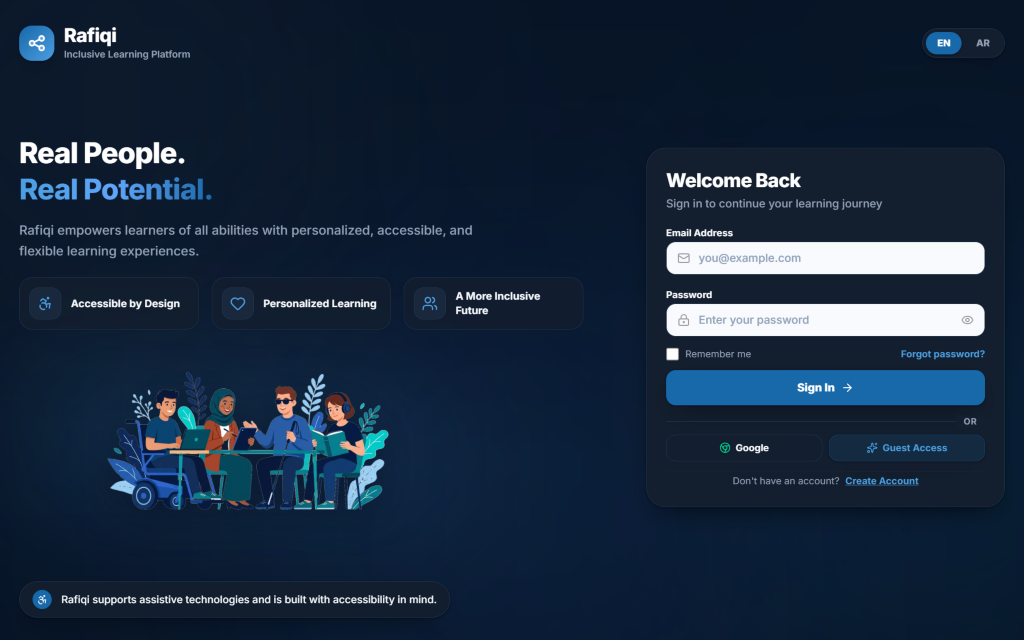 Rafiqi
Inclusive Learning Platform
EN
AR
Real People.
Real Potential.
Rafiqi empowers learners of all abilities with personalized, accessible, and
flexible learning experiences.
Accessible by Design
Personalized Learning
A More Inclusive
Future
Welcome Back
Sign in to continue your learning journey
Email Address
you@example.com
Password
Enter your password
Remember me
Forgot password?
Sign In →
OR
Google
Guest Access
Don't have an account? Create Account
Rafiqi supports assistive technologies and is built with accessibility in mind.